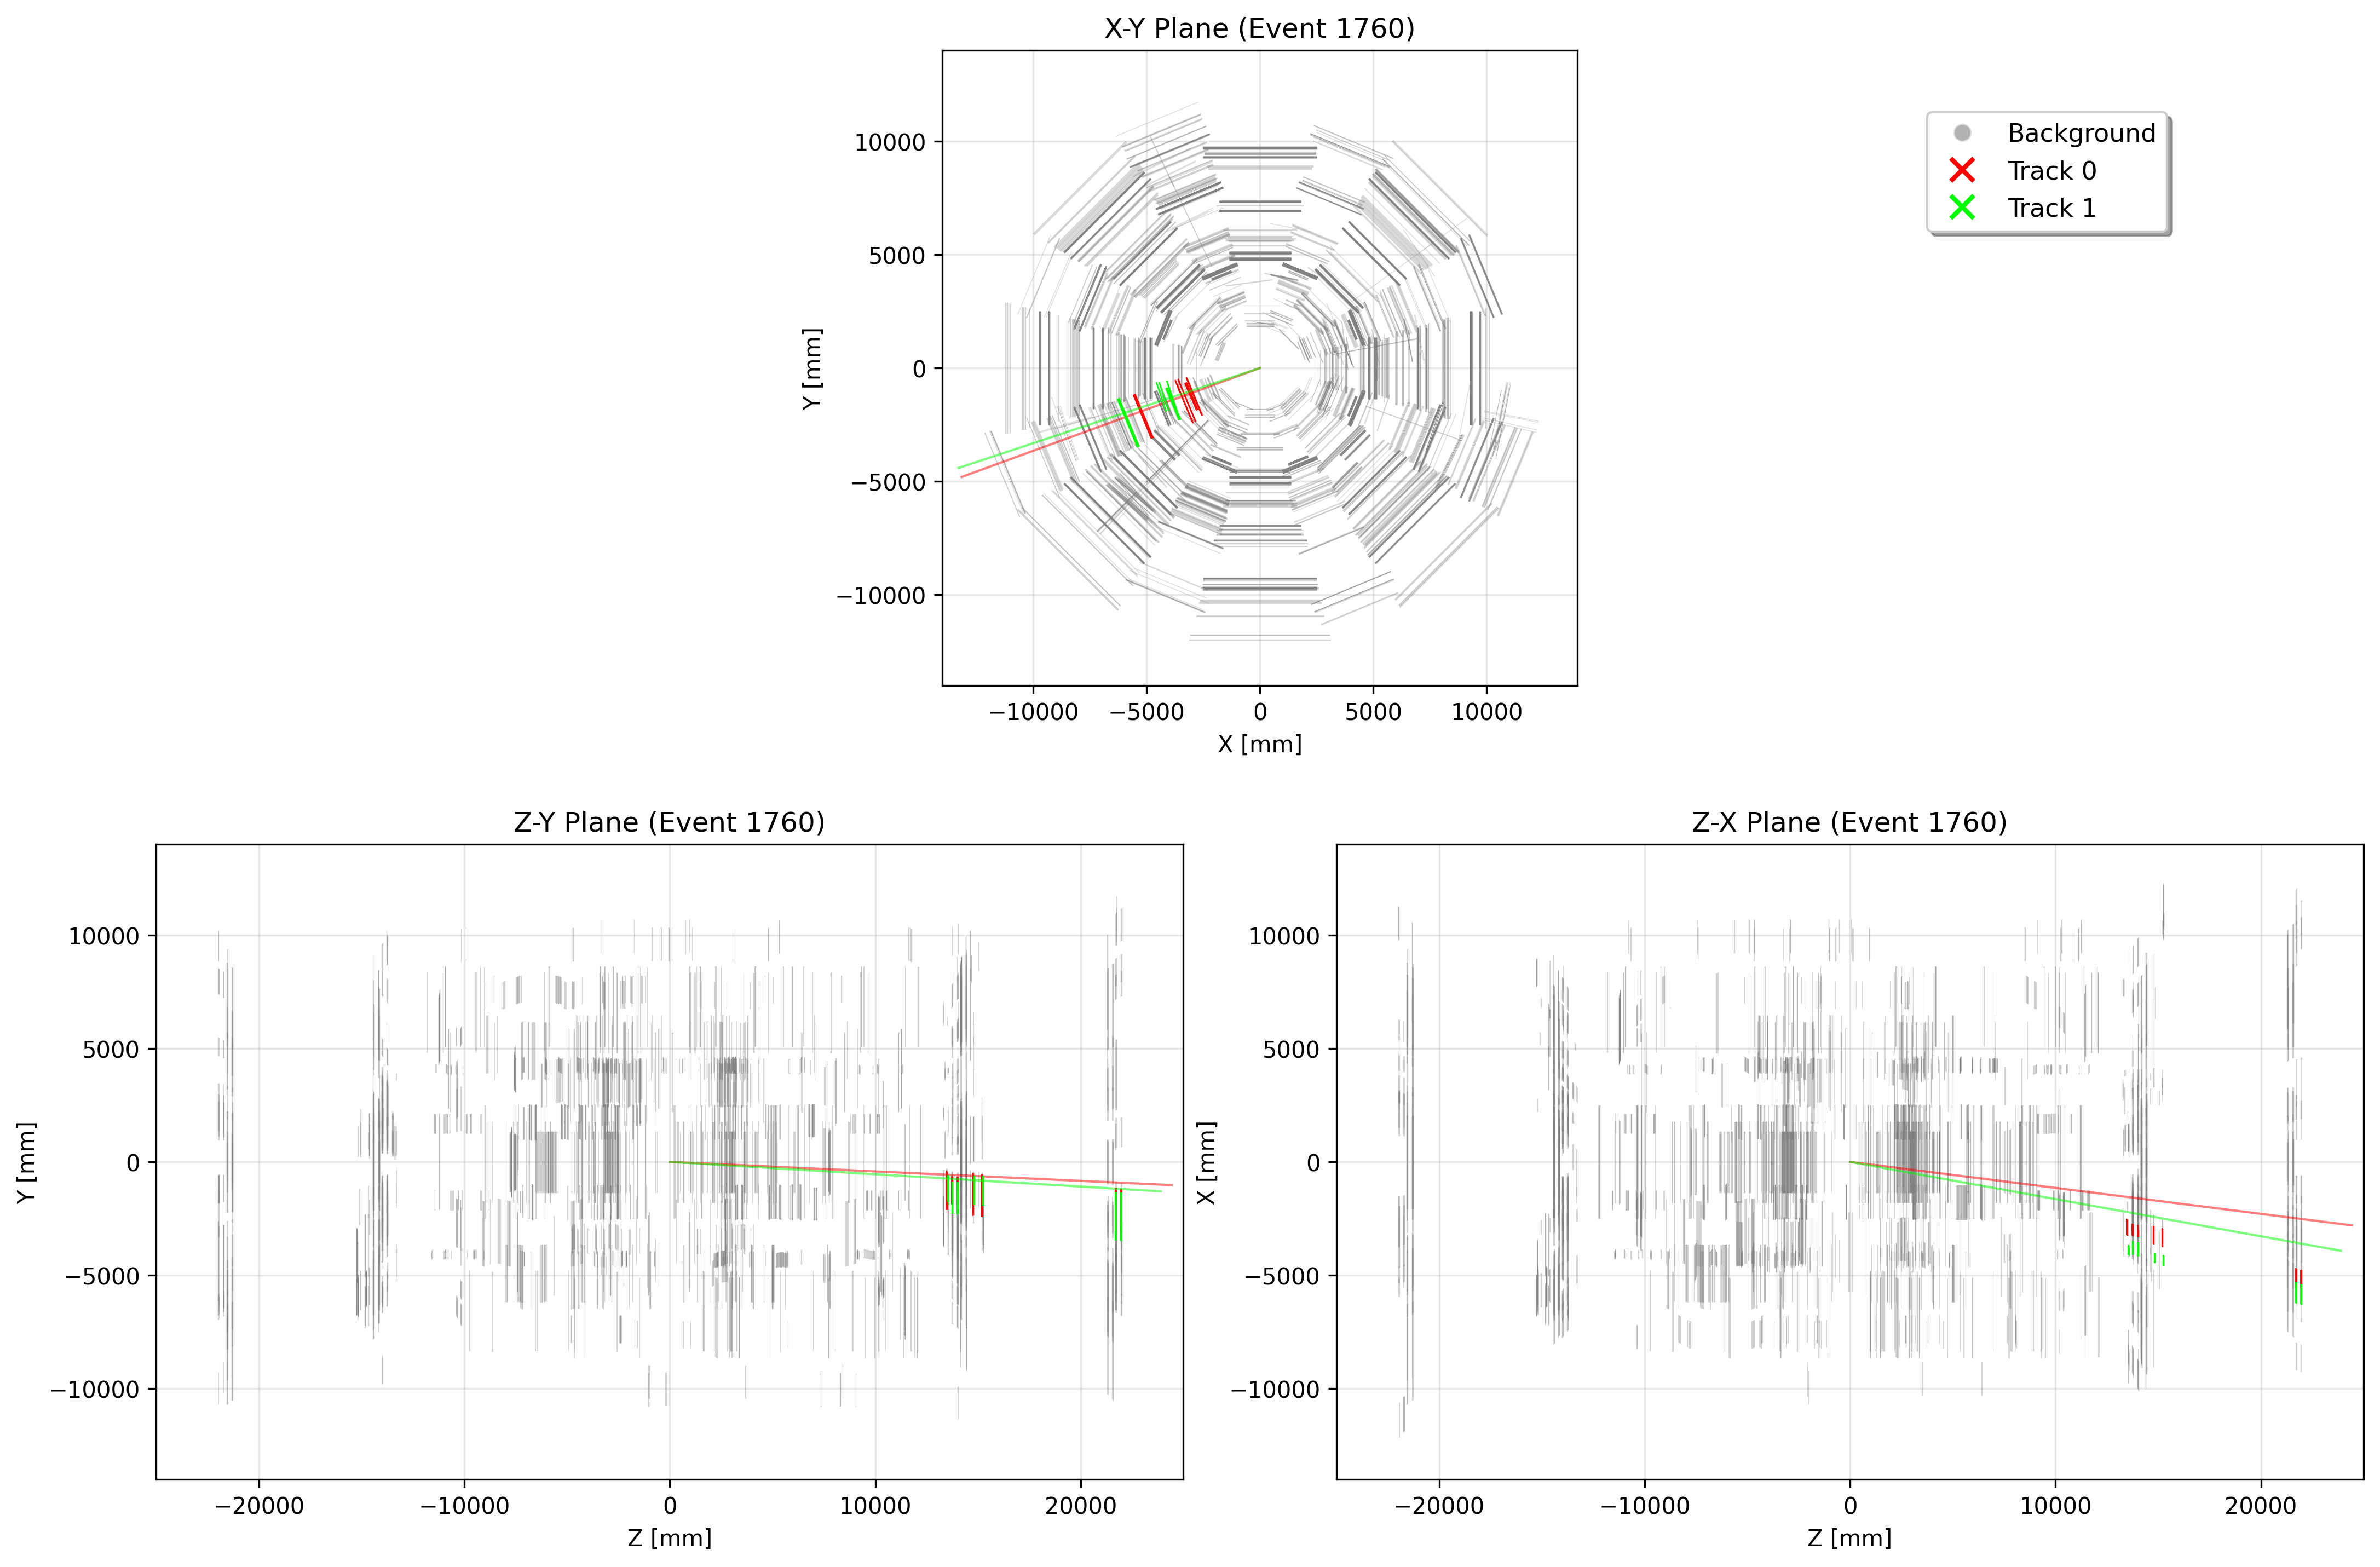 X-Y Plane (Event 1760)
Background
Track 0
Track 1
10000
5000
0
−5000
−10000
Y [mm]
−10000 −5000 0 5000 10000
X [mm]
Z-Y Plane (Event 1760)
10000
5000
0
−5000
−10000
Y [mm]
−20000 −10000 0 10000 20000
Z [mm]
Z-X Plane (Event 1760)
10000
5000
0
−5000
−10000
X [mm]
−20000 −10000 0 10000 20000
Z [mm]